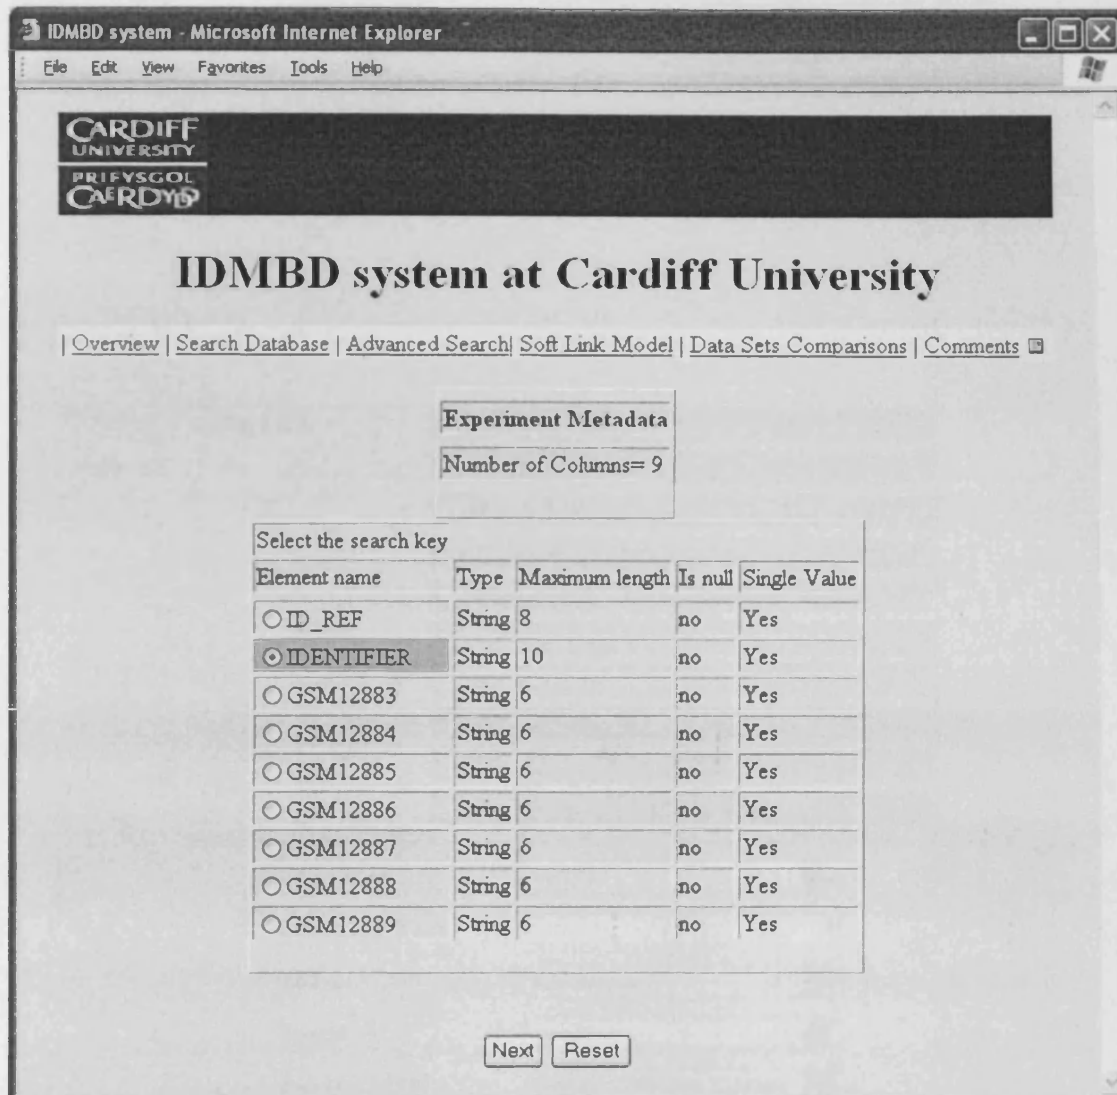 IDMBD system - Microsoft Internet Explorer
File Edit View Favorites Tools Help
CARDIFF
UNIVERSITY
PRIFYSGOL
CAERDYDD
IDMBD system at Cardiff University
| Overview | Search Database | Advanced Search| Soft Link Model | Data Sets Comparisons | Comments
Experiment Metadata
Number of Columns= 9
Select the search key
Element name Type Maximum length Is null Single Value
ID_REF String 8 no Yes
IDENTIFIER String 10 no Yes
GSM12883 String 6 no Yes
GSM12884 String 6 no Yes
GSM12885 String 6 no Yes
GSM12886 String 6 no Yes
GSM12887 String 6 no Yes
GSM12888 String 6 no Yes
GSM12889 String 6 no Yes
Next Reset